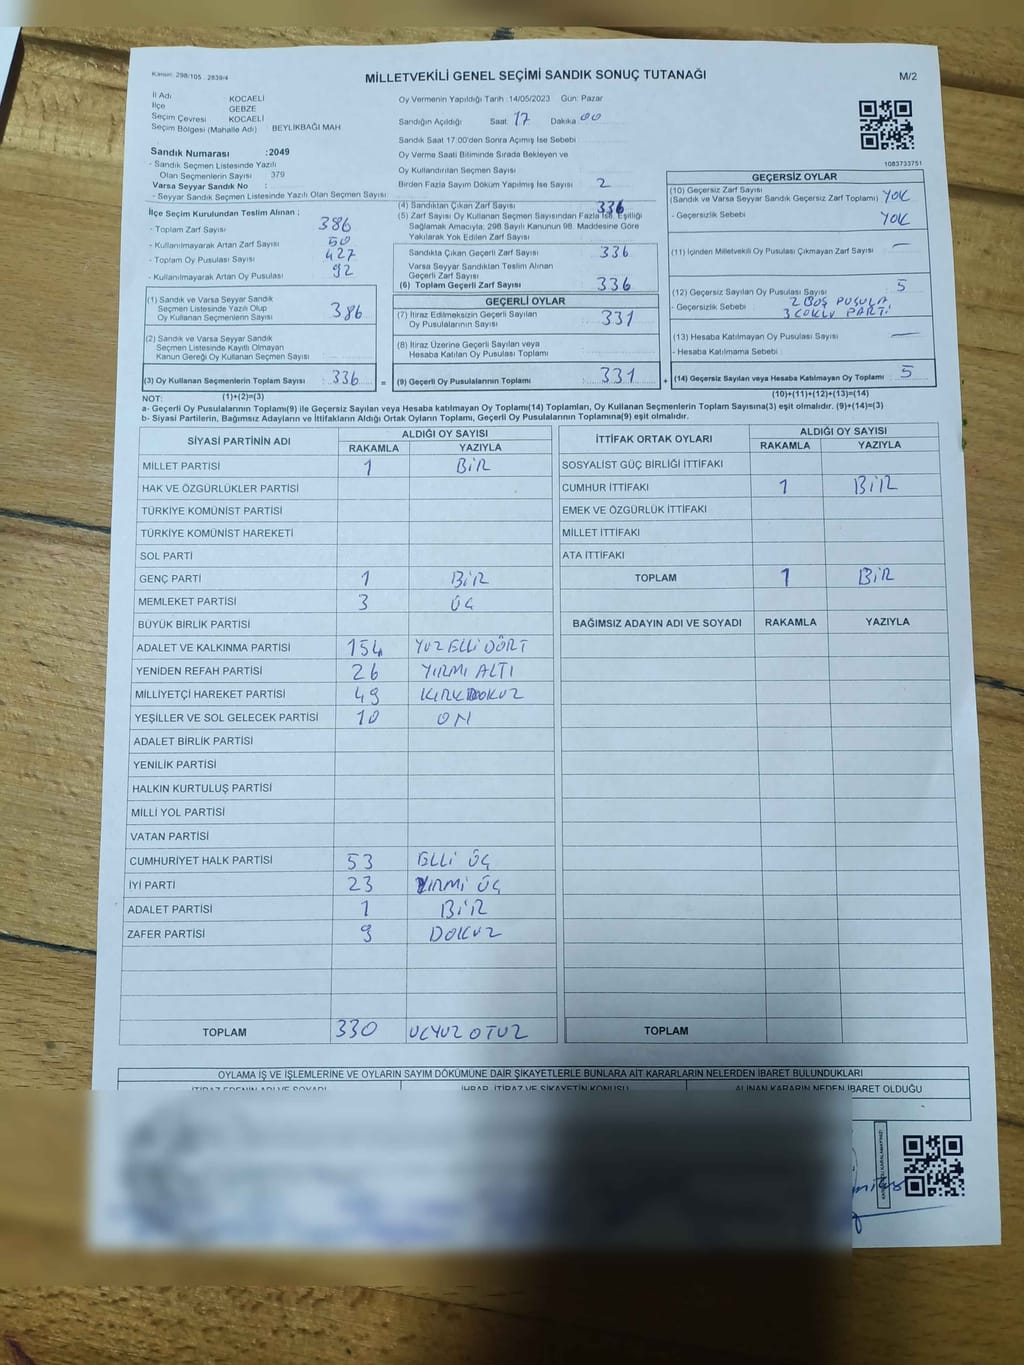 Kanun: 298/105, 2839/4
MİLLETVEKİLİ GENEL SEÇİMİ SANDIK SONUÇ TUTANAĞI
M/2
İl Adı KOCAELİ
İlçe GEBZE
Seçim Çevresi KOCAELİ
Seçim Bölgesi (Mahalle Adı) : BEYLİKBAĞI MAH
Sandık Numarası :2049
- Sandık Seçmen Listesinde Yazılı
Olan Seçmenlerin Sayısı : 379
Varsa Seyyar Sandık No :
- Seyyar Sandık Seçmen Listesinde Yazılı Olan Seçmen Sayısı :
İlçe Seçim Kurulundan Teslim Alınan ;
- Toplam Zarf Sayısı 386
- Kullanılmayarak Artan Zarf Sayısı 50
- Toplam Oy Pusulası Sayısı 427
- Kullanılmayarak Artan Oy Pusulası 92
(1) Sandık ve Varsa Seyyar Sandık
Seçmen Listesinde Yazılı Olup
Oy Kullanan Seçmenlerin Sayısı : 386
(2) Sandık ve Varsa Seyyar Sandık
Seçmen Listesinde Kayıtlı Olmayan
Kanun Gereği Oy Kullanan Seçmen Sayısı :
(3) Oy Kullanan Seçmenlerin Toplam Sayısı : 336
Oy Vermenin Yapıldığı Tarih :14/05/2023 Gün: Pazar
Sandığın Açıldığı Saat: 17 Dakika 00
Sandık Saat 17:00'den Sonra Açımış İse Sebebi :
Oy Verme Saati Bitiminde Sırada Bekleyen ve
Oy Kullandırılan Seçmen Sayısı
Birden Fazla Sayım Döküm Yapılmış İse Sayısı 2
(4) Sandıktan Çıkan Zarf Sayısı 336
(5) Zarf Sayısı Oy Kullanan Seçmen Sayısından Fazla İse, Eşitliği
Sağlamak Amacıyla, 298 Sayılı Kanunun 98. Maddesine Göre
Yakılarak Yok Edilen Zarf Sayısı
Sandıkta Çıkan Geçerli Zarf Sayısı : 336
Varsa Seyyar Sandıktan Teslim Alınan
Geçerli Zarf Sayısı
(6) Toplam Geçerli Zarf Sayısı : 336
GEÇERLİ OYLAR
(7) İtiraz Edilmeksizin Geçerli Sayılan
Oy Pusulalarının Sayısı : 331
(8) İtiraz Üzerine Geçerli Sayılan veya
Hesaba Katılan Oy Pusulası Toplamı
= (9) Geçerli Oy Pusulalarının Toplamı : 331
1083733751
GEÇERSİZ OYLAR
(10) Geçersiz Zarf Sayısı
(Sandık ve Varsa Seyyar Sandık Geçersiz Zarf Toplamı) : YOK
- Geçersizlik Sebebi : YOK
(11) İçinden Milletvekili Oy Pusulası Çıkmayan Zarf Sayısı : —
(12) Geçersiz Sayılan Oy Pusulası Sayısı : 5
- Geçersizlik Sebebi : 2 BOŞ PUSULA
3 ÇOKLU PARTİ
(13) Hesaba Katılmayan Oy Pusulası Sayısı : —
- Hesaba Katılmama Sebebi :
+ (14) Geçersiz Sayılan veya Hesaba Katılmayan Oy Toplamı : 5
NOT: (1)+(2)=(3) (10)+(11)+(12)+(13)=(14)
a- Geçerli Oy Pusulalarının Toplamı(9) ile Geçersiz Sayılan veya Hesaba katılmayan Oy Toplamı(14) Toplamları, Oy Kullanan Seçmenlerin Toplam Sayısına(3) eşit olmalıdır. (9)+(14)=(3)
b- Siyasi Partilerin, Bağımsız Adayların ve İttifakların Aldığı Ortak Oyların Toplamı, Geçerli Oy Pusulalarının Toplamına(9) eşit olmalıdır.
SİYASİ PARTİNİN ADI ALDIĞI OY SAYISI
RAKAMLA YAZIYLA
MİLLET PARTİSİ 1 BİR
HAK VE ÖZGÜRLÜKLER PARTİSİ
TÜRKİYE KOMÜNİST PARTİSİ
TÜRKİYE KOMÜNİST HAREKETİ
SOL PARTİ
GENÇ PARTİ 1 BİR
MEMLEKET PARTİSİ 3 ÜÇ
BÜYÜK BİRLİK PARTİSİ
ADALET VE KALKINMA PARTİSİ 154 YÜZ ELLİ DÖRT
YENİDEN REFAH PARTİSİ 26 YİRMİ ALTI
MİLLİYETÇİ HAREKET PARTİSİ 49 KIRKDOKUZ
YEŞİLLER VE SOL GELECEK PARTİSİ 10 ON
ADALET BİRLİK PARTİSİ
YENİLİK PARTİSİ
HALKIN KURTULUŞ PARTİSİ
MİLLİ YOL PARTİSİ
VATAN PARTİSİ
CUMHURİYET HALK PARTİSİ 53 ELLİ ÜÇ
İYİ PARTİ 23 YİRMİ ÜÇ
ADALET PARTİSİ 1 BİR
ZAFER PARTİSİ 9 DOKUZ
TOPLAM 330 UCYUZ OTUZ
İTTİFAK ORTAK OYLARI ALDIĞI OY SAYISI
RAKAMLA YAZIYLA
SOSYALİST GÜÇ BİRLİĞİ İTTİFAKI
CUMHUR İTTİFAKI 1 BİR
EMEK VE ÖZGÜRLÜK İTTİFAKI
MİLLET İTTİFAKI
ATA İTTİFAKI
TOPLAM 1 BİR
BAĞIMSIZ ADAYIN ADI VE SOYADI RAKAMLA YAZIYLA
TOPLAM
OYLAMA İŞ VE İŞLEMLERİNE VE OYLARIN SAYIM DÖKÜMÜNE DAİR ŞİKAYETLERLE BUNLARA AİT KARARLARIN NELERDEN İBARET BULUNDUKLARI
İTİRAZ EDENİN ADI VE SOYADI İHBAR, İTİRAZ VE ŞİKAYETİN KONUSU ALINAN KARARIN NEDEN İBARET OLDUĞU